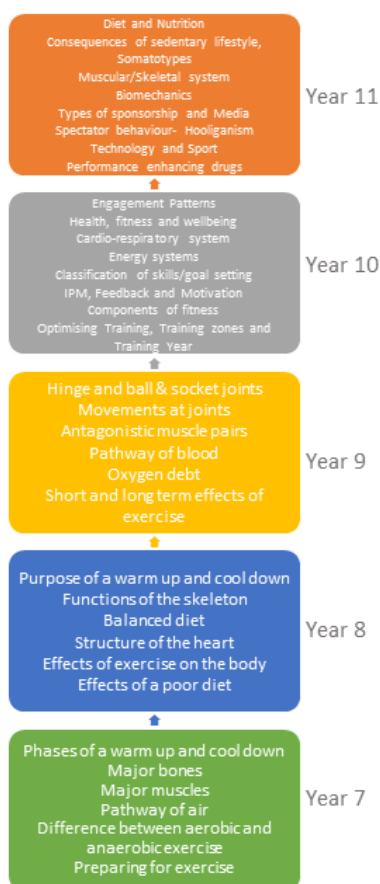 Diet and Nutrition
Consequences of sedentary lifestyle,
Somatotypes
Muscular/Skeletal system
Biomechanics
Types of sponsorship and Media
Spectator behaviour- Hooliganism
Technology and Sport
Performance enhancing drugs
Year 11
Engagement Patterns
Health, fitness and wellbeing
Cardio-respiratory system
Energy systems
Classification of skills/goal setting
IPM, Feedback and Motivation
Components of fitness
Optimising Training, Training zones and
Training Year
Year 10
Hinge and ball & socket joints
Movements at joints
Antagonistic muscle pairs
Pathway of blood
Oxygen debt
Short and long term effects of
exercise
Year 9
Purpose of a warm up and cool down
Functions of the skeleton
Balanced diet
Structure of the heart
Effects of exercise on the body
Effects of a poor diet
Year 8
Phases of a warm up and cool down
Major bones
Major muscles
Pathway of air
Difference between aerobic and
anaerobic exercise
Preparing for exercise
Year 7